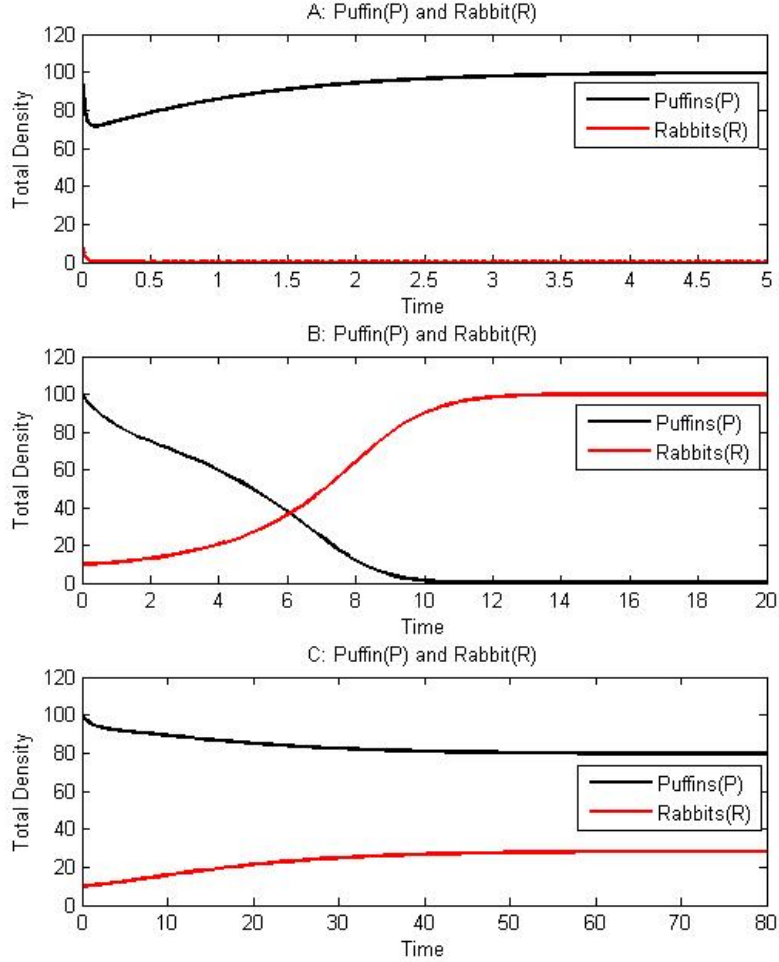 A: Puffin(P) and Rabbit(R)
120
100
80
60
40
20
0
Total Density
Puffins(P)
Rabbits(R)
0 0.5 1 1.5 2 2.5 3 3.5 4 4.5 5
Time
B: Puffin(P) and Rabbit(R)
120
100
80
60
40
20
0
Total Density
Puffins(P)
Rabbits(R)
0 2 4 6 8 10 12 14 16 18 20
Time
C: Puffin(P) and Rabbit(R)
120
100
80
60
40
20
0
Total Density
Puffins(P)
Rabbits(R)
0 10 20 30 40 50 60 70 80
Time